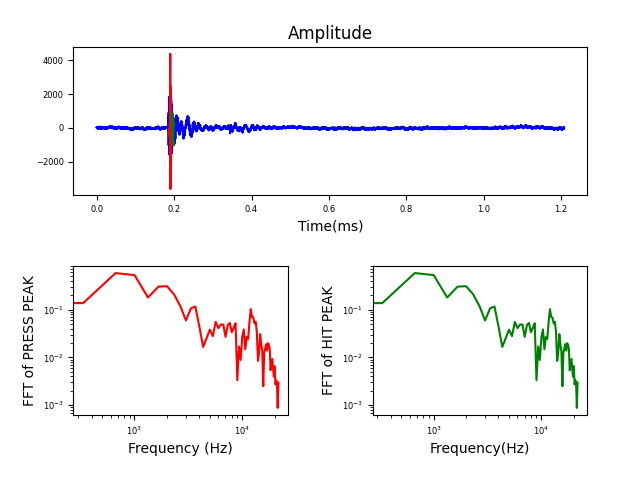 Amplitude
4000
2000
0
−2000
0.0 0.2 0.4 0.6 0.8 1.0 1.2
Time(ms)
FFT of PRESS PEAK
10⁻¹
10⁻²
10⁻³
10³ 10⁴
Frequency (Hz)
FFT of HIT PEAK
10⁻¹
10⁻²
10⁻³
10³ 10⁴
Frequency(Hz)